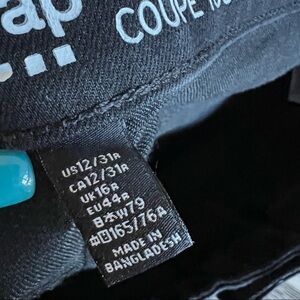 ap
COUPE
US12/31R
CA12/31R
UK16R
EU44R
日本W79
中国165/76A
MADE IN
BANGLADESH